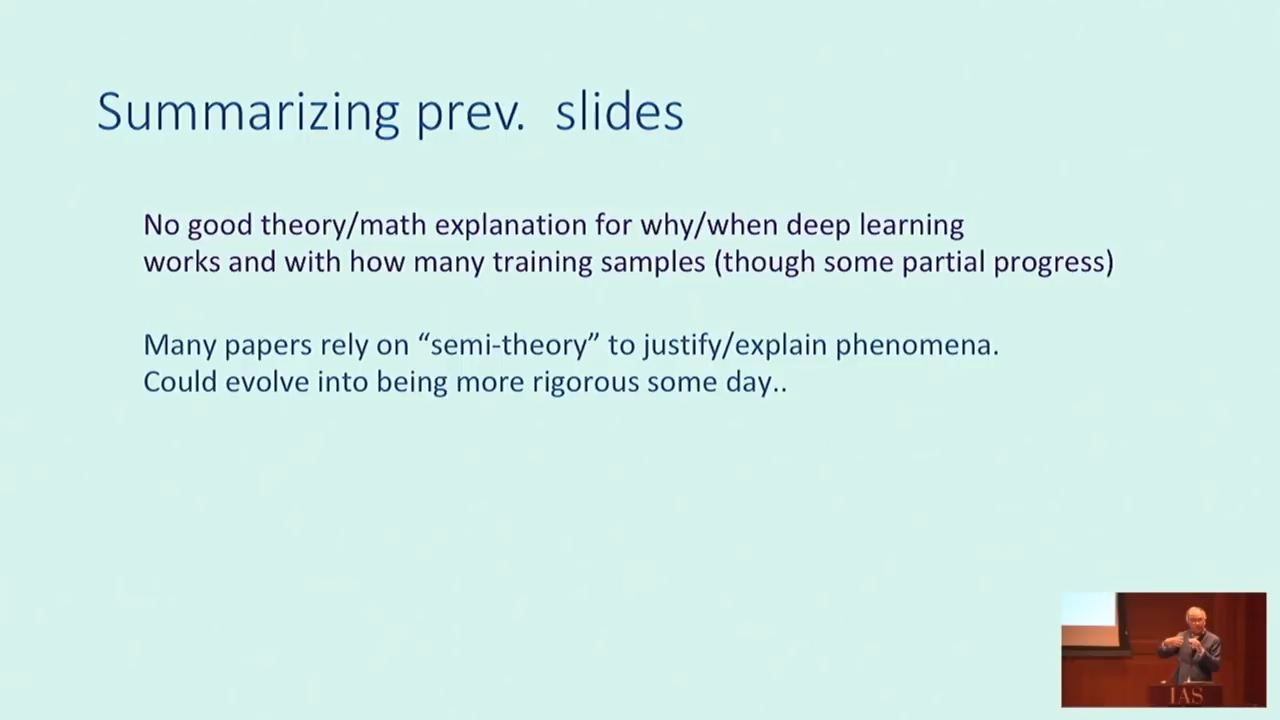 Summarizing prev. slides
No good theory/math explanation for why/when deep learning
works and with how many training samples (though some partial progress)
Many papers rely on “semi-theory” to justify/explain phenomena.
Could evolve into being more rigorous some day..
IAS